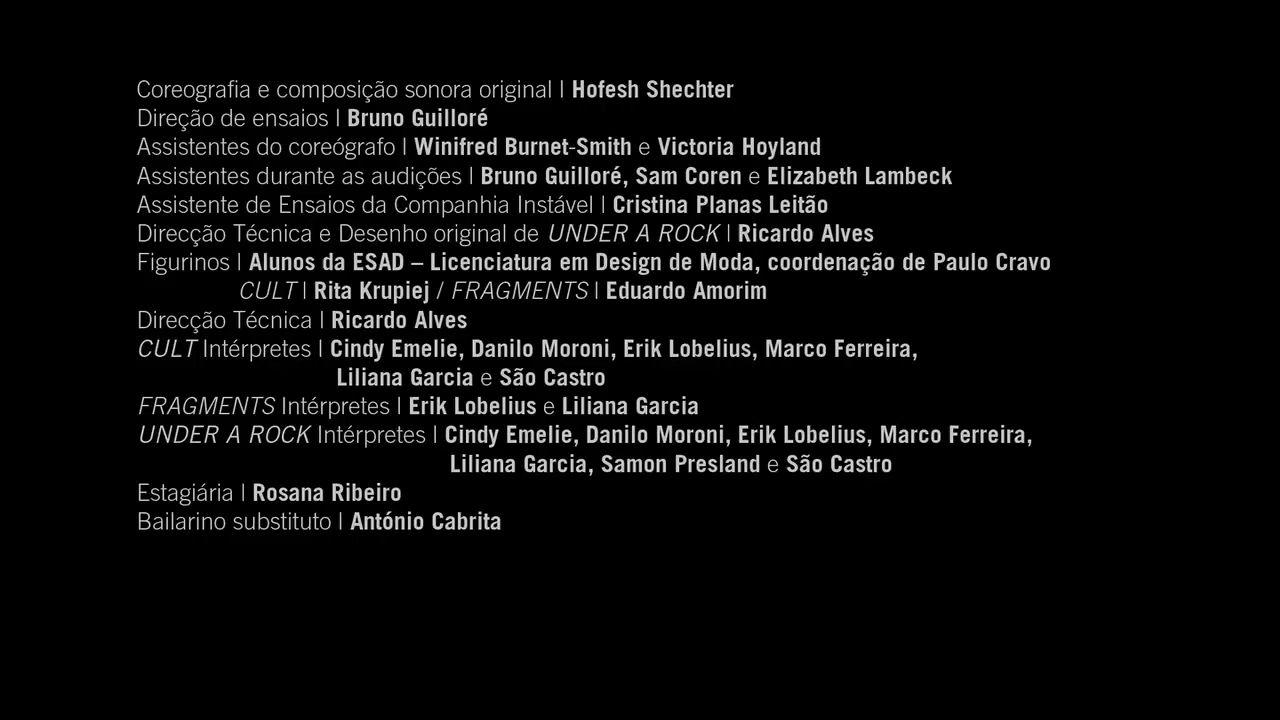 Coreografia e composição sonora original | Hofesh Shechter
Direção de ensaios | Bruno Guilloré
Assistentes do coreógrafo | Winifred Burnet-Smith e Victoria Hoyland
Assistentes durante as audições | Bruno Guilloré, Sam Coren e Elizabeth Lambeck
Assistente de Ensaios da Companhia Instável | Cristina Planas Leitão
Direcção Técnica e Desenho original de UNDER A ROCK | Ricardo Alves
Figurinos | Alunos da ESAD – Licenciatura em Design de Moda, coordenação de Paulo Cravo
CULT | Rita Krupiej / FRAGMENTS | Eduardo Amorim
Direcção Técnica | Ricardo Alves
CULT Intérpretes | Cindy Emelie, Danilo Moroni, Erik Lobelius, Marco Ferreira,
Liliana Garcia e São Castro
FRAGMENTS Intérpretes | Erik Lobelius e Liliana Garcia
UNDER A ROCK Intérpretes | Cindy Emelie, Danilo Moroni, Erik Lobelius, Marco Ferreira,
Liliana Garcia, Samon Presland e São Castro
Estagiária | Rosana Ribeiro
Bailarino substituto | António Cabrita